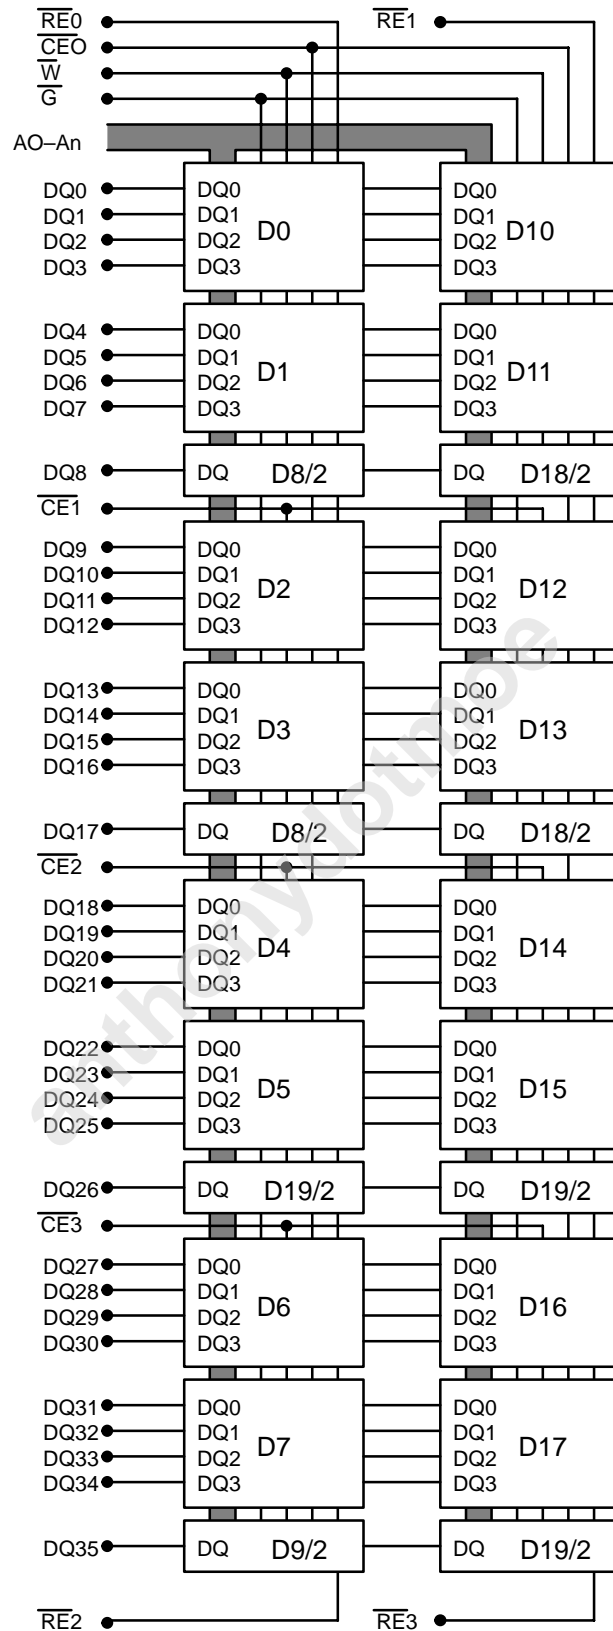 RE0 RE1
CEO
W
G
AO–An
DQ0 DQ0 DQ0
DQ1 DQ1 D0 DQ1 D10
DQ2 DQ2 DQ2
DQ3 DQ3 DQ3
DQ4 DQ0 DQ0
DQ5 DQ1 D1 DQ1 D11
DQ6 DQ2 DQ2
DQ7 DQ3 DQ3
DQ8 DQ D8/2 DQ D18/2
CE1
DQ9 DQ0 DQ0
DQ10 DQ1 D2 DQ1 D12
DQ11 DQ2 DQ2
DQ12 DQ3 DQ3
DQ13 DQ0 DQ0
DQ14 DQ1 D3 DQ1 D13
DQ15 DQ2 DQ2
DQ16 DQ3 DQ3
DQ17 DQ D8/2 DQ D18/2
CE2
DQ18 DQ0 DQ0
DQ19 DQ1 D4 DQ1 D14
DQ20 DQ2 DQ2
DQ21 DQ3 DQ3
DQ22 DQ0 DQ0
DQ23 DQ1 D5 DQ1 D15
DQ24 DQ2 DQ2
DQ25 DQ3 DQ3
DQ26 DQ D19/2 DQ D19/2
CE3
DQ27 DQ0 DQ0
DQ28 DQ1 D6 DQ1 D16
DQ29 DQ2 DQ2
DQ30 DQ3 DQ3
DQ31 DQ0 DQ0
DQ32 DQ1 D7 DQ1 D17
DQ33 DQ2 DQ2
DQ34 DQ3 DQ3
DQ35 DQ D9/2 DQ D19/2
RE2 RE3
anthonydotmoe